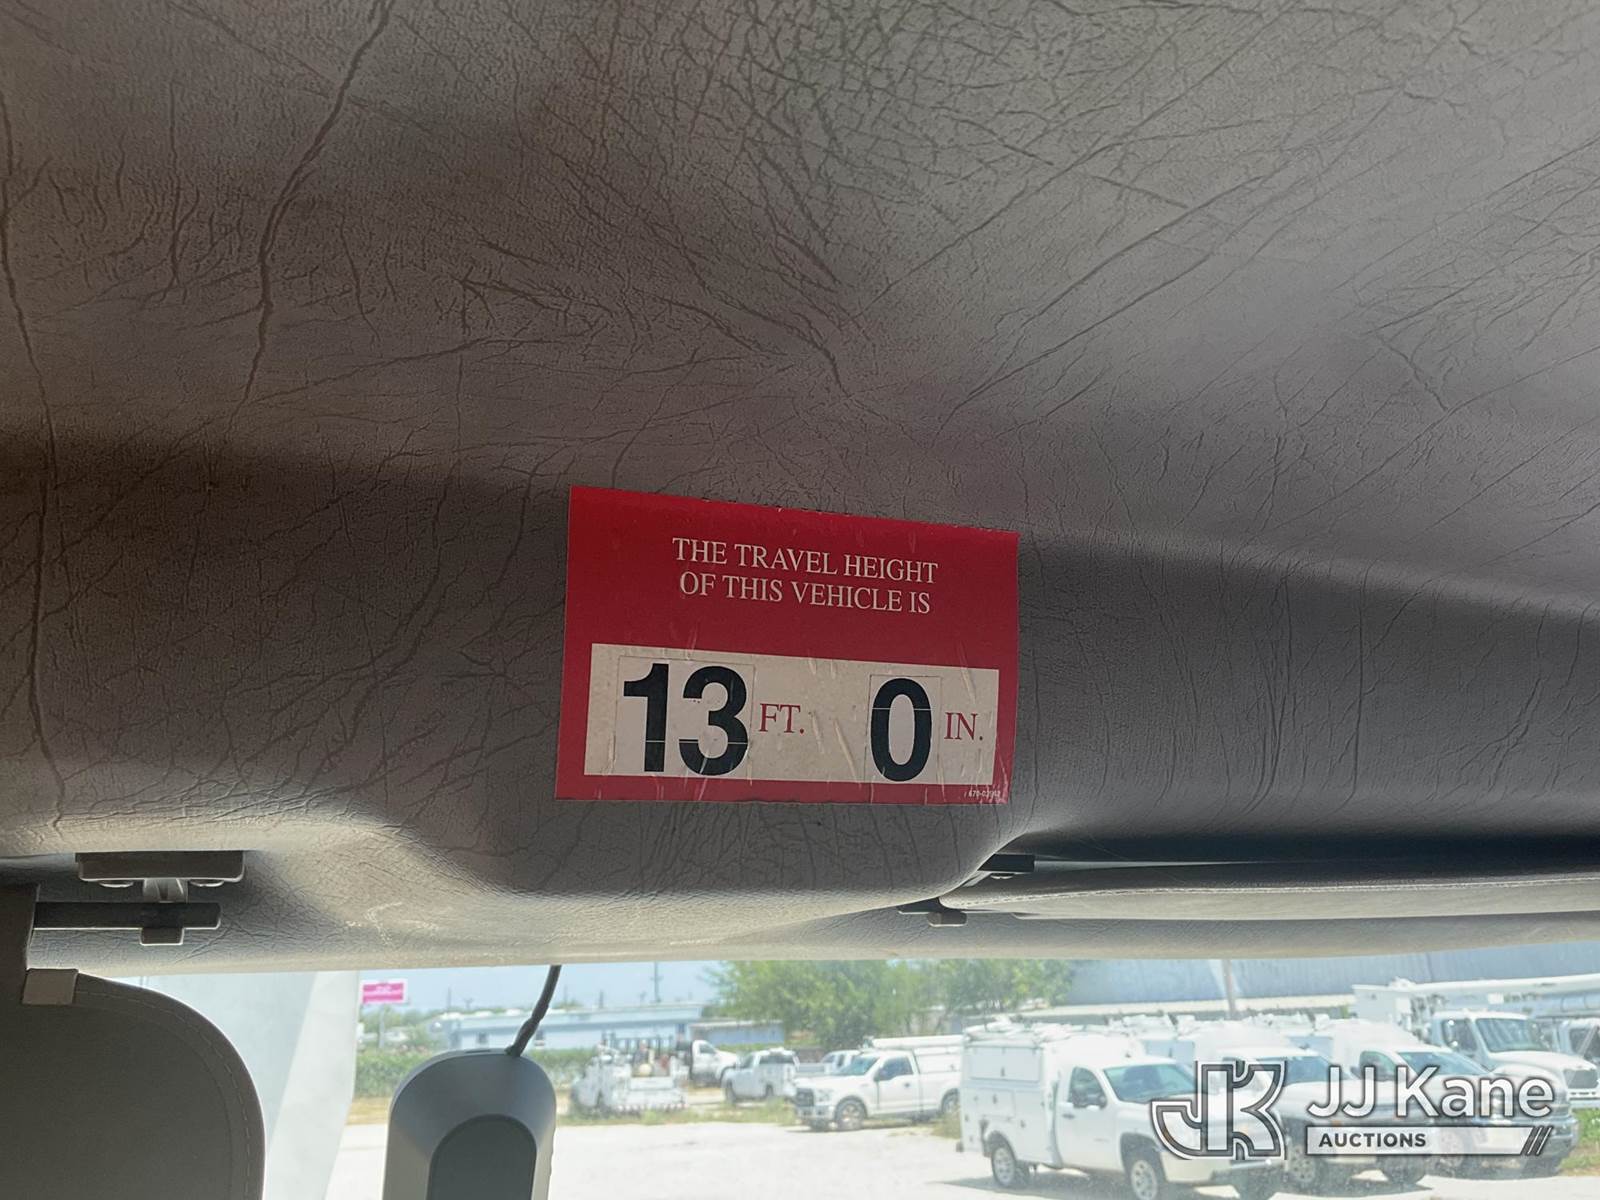 THE TRAVEL HEIGHT
OF THIS VEHICLE IS
13 FT. 0 IN.
JJ Kane
AUCTIONS